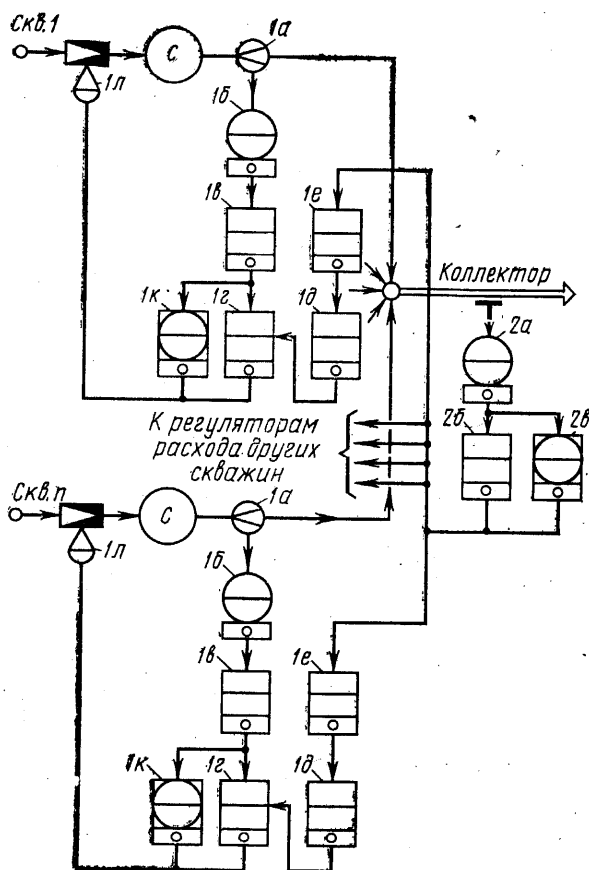 Скв.1
1а
1л
С
1б
1в
1е
Коллектор
1к
1г
1д
2а
К регуляторам
расхода других
скважин
2б
2в
Скв.n
1а
1л
С
1б
1в
1е
1к
1г
1д